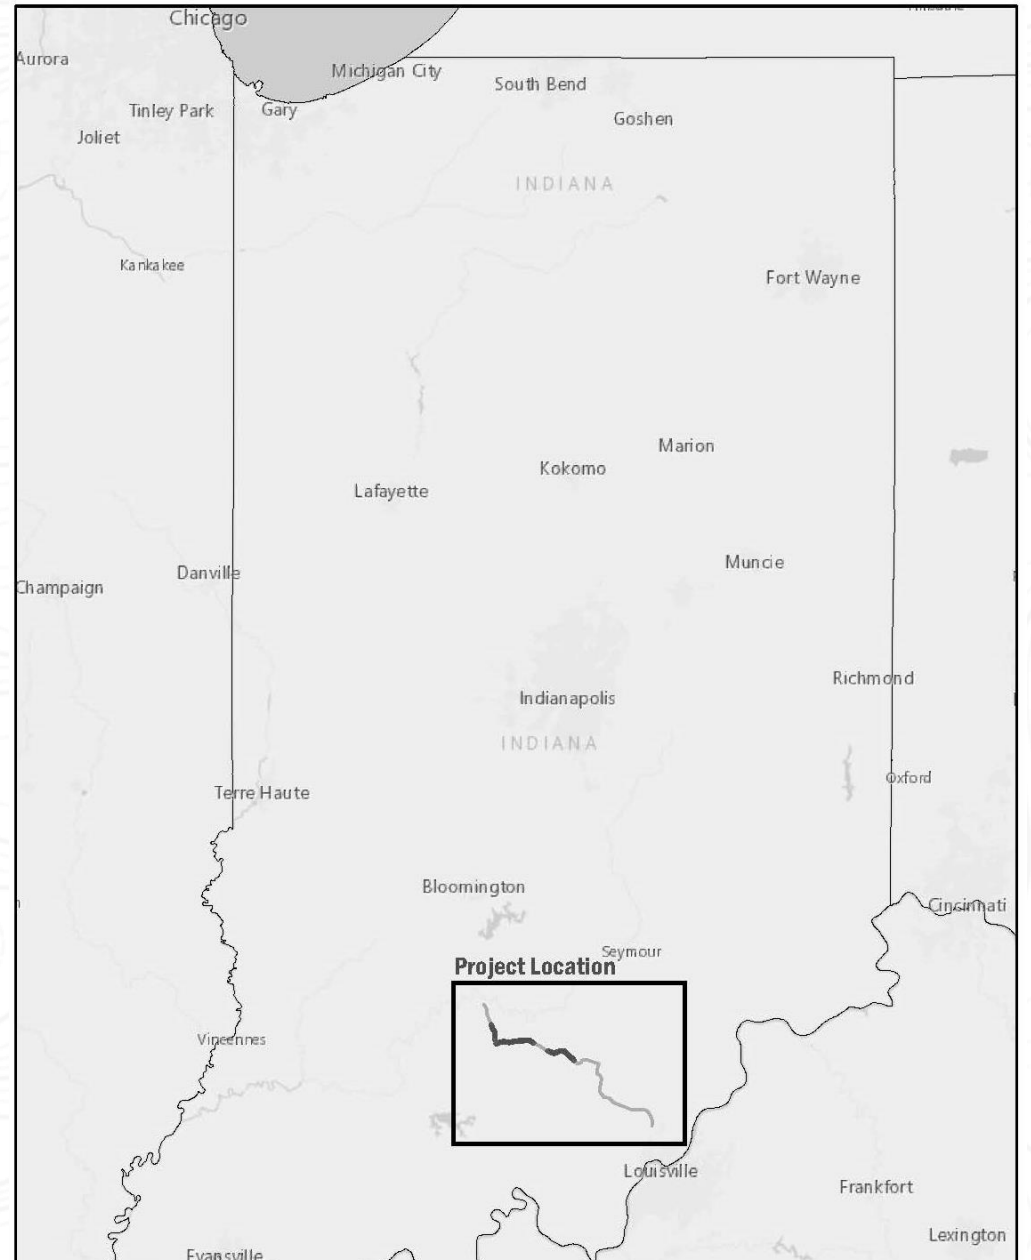 Chicago
Aurora
Michigan City
South Bend
Tinley Park
Gary
Goshen
Joliet
INDIANA
Kankakee
Fort Wayne
Marion
Kokomo
Lafayette
Muncie
Danville
Champaign
Richmond
Indianapolis
INDIANA
Oxford
Terre Haute
Bloomington
Cincinnati
Seymour
Project Location
Vincennes
Louisville
Frankfort
Lexington
Evansville